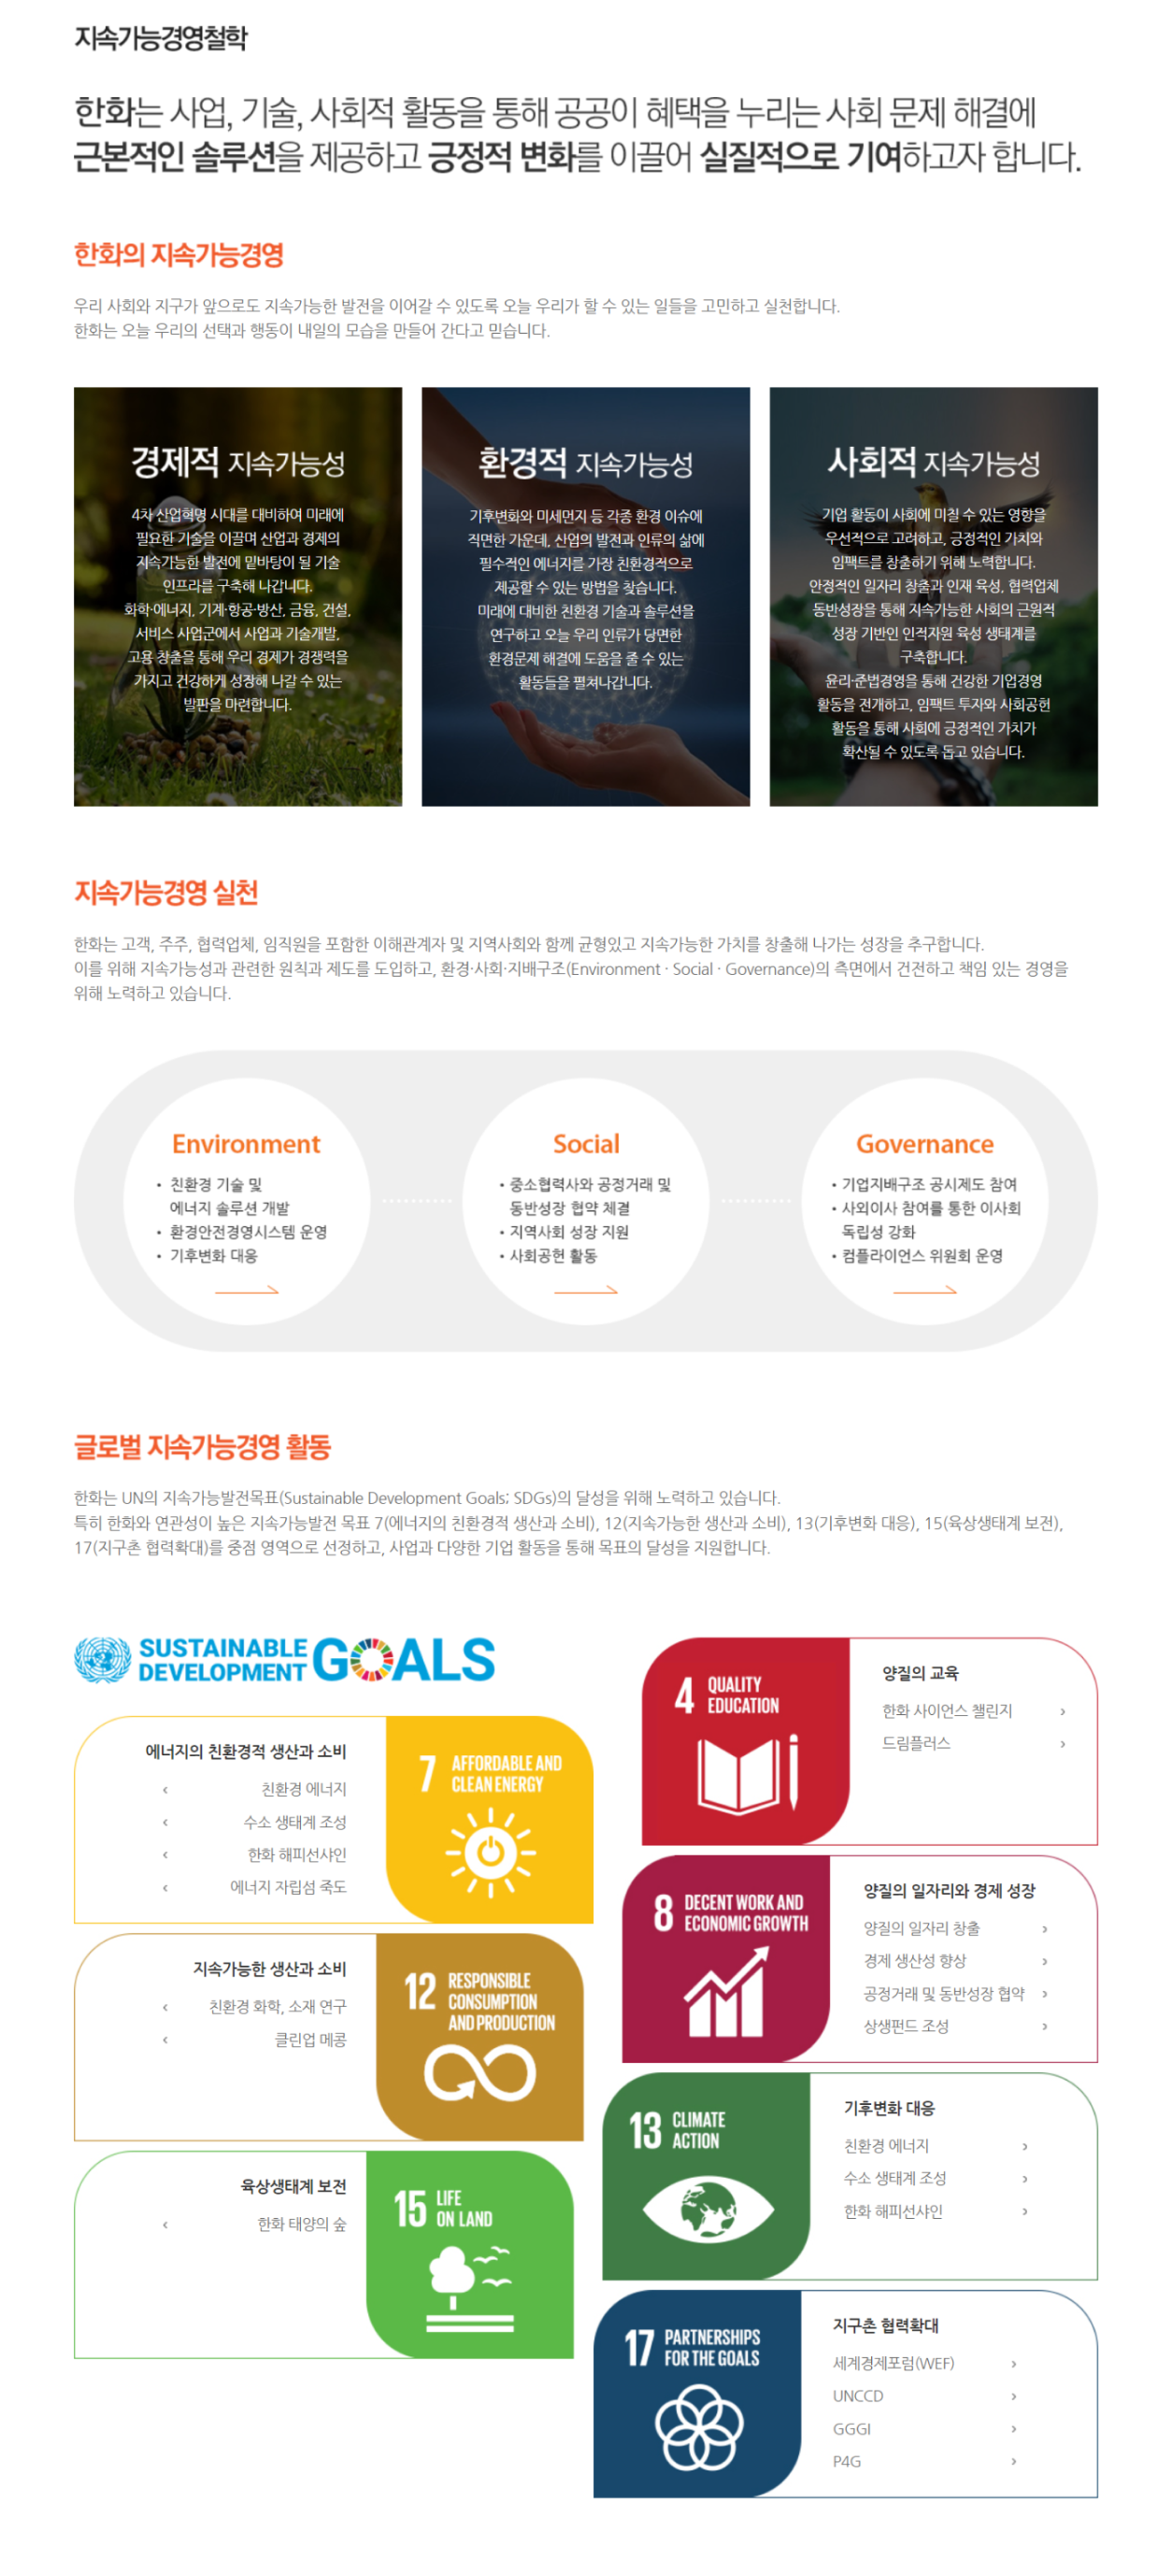 지속가능경영철학
한화는 사업, 기술, 사회적 활동을 통해 공공이 혜택을 누리는 사회 문제 해결에
근본적인 솔루션을 제공하고 긍정적 변화를 이끌어 실질적으로 기여하고자 합니다.
한화의 지속가능경영
우리 사회와 지구가 앞으로도 지속가능한 발전을 이어갈 수 있도록 오늘 우리가 할 수 있는 일들을 고민하고 실천합니다.
한화는 오늘 우리의 선택과 행동이 내일의 모습을 만들어 간다고 믿습니다.
경제적 지속가능성
4차 산업혁명 시대를 대비하여 미래에
필요한 기술을 이끌며 산업과 경제의
지속가능한 발전에 밑바탕이 될 기술
인프라를 구축해 나갑니다.
화학·에너지, 기계·항공·방산, 금융, 건설,
서비스 사업군에서 사업과 기술개발,
고용 창출을 통해 우리 경제가 경쟁력을
가지고 건강하게 성장해 나갈 수 있는
발판을 마련합니다.
환경적 지속가능성
기후변화와 미세먼지 등 각종 환경 이슈에
직면한 가운데, 산업의 발전과 인류의 삶에
필수적인 에너지를 가장 친환경적으로
제공할 수 있는 방법을 찾습니다.
미래에 대비한 친환경 기술과 솔루션을
연구하고 오늘 우리 인류가 당면한
환경문제 해결에 도움을 줄 수 있는
활동들을 펼쳐나갑니다.
사회적 지속가능성
기업 활동이 사회에 미칠 수 있는 영향을
우선적으로 고려하고, 긍정적인 가치와
임팩트를 창출하기 위해 노력합니다.
안정적인 일자리 창출과 인재 육성, 협력업체
동반성장을 통해 지속가능한 사회의 근원적
성장 기반인 인적자원 육성 생태계를
구축합니다.
윤리·준법경영을 통해 건강한 기업경영
활동을 전개하고, 임팩트 투자와 사회공헌
활동을 통해 사회에 긍정적인 가치가
확산될 수 있도록 돕고 있습니다.
지속가능경영 실천
한화는 고객, 주주, 협력업체, 임직원을 포함한 이해관계자 및 지역사회와 함께 균형있고 지속가능한 가치를 창출해 나가는 성장을 추구합니다.
이를 위해 지속가능성과 관련한 원칙과 제도를 도입하고, 환경·사회·지배구조(Environment · Social · Governance)의 측면에서 건전하고 책임 있는 경영을
위해 노력하고 있습니다.
Environment
• 친환경 기술 및
에너지 솔루션 개발
• 환경안전경영시스템 운영
• 기후변화 대응
Social
• 중소협력사와 공정거래 및
동반성장 협약 체결
• 지역사회 성장 지원
• 사회공헌 활동
Governance
• 기업지배구조 공시제도 참여
• 사외이사 참여를 통한 이사회
독립성 강화
• 컴플라이언스 위원회 운영
글로벌 지속가능경영 활동
한화는 UN의 지속가능발전목표(Sustainable Development Goals; SDGs)의 달성을 위해 노력하고 있습니다.
특히 한화와 연관성이 높은 지속가능발전 목표 7(에너지의 친환경적 생산과 소비), 12(지속가능한 생산과 소비), 13(기후변화 대응), 15(육상생태계 보전),
17(지구촌 협력확대)를 중점 영역으로 선정하고, 사업과 다양한 기업 활동을 통해 목표의 달성을 지원합니다.
SUSTAINABLE
DEVELOPMENT GOALS
에너지의 친환경적 생산과 소비
친환경 에너지
수소 생태계 조성
한화 해피선샤인
에너지 자립섬 죽도
7 AFFORDABLE AND
CLEAN ENERGY
지속가능한 생산과 소비
친환경 화학, 소재 연구
클린업 메콩
12 RESPONSIBLE
CONSUMPTION
AND PRODUCTION
육상생태계 보전
한화 태양의 숲
15 LIFE
ON LAND
4 QUALITY
EDUCATION
양질의 교육
한화 사이언스 챌린지
드림플러스
8 DECENT WORK AND
ECONOMIC GROWTH
양질의 일자리와 경제 성장
양질의 일자리 창출
경제 생산성 향상
공정거래 및 동반성장 협약
상생펀드 조성
13 CLIMATE
ACTION
기후변화 대응
친환경 에너지
수소 생태계 조성
한화 해피선샤인
17 PARTNERSHIPS
FOR THE GOALS
지구촌 협력확대
세계경제포럼(WEF)
UNCCD
GGGI
P4G